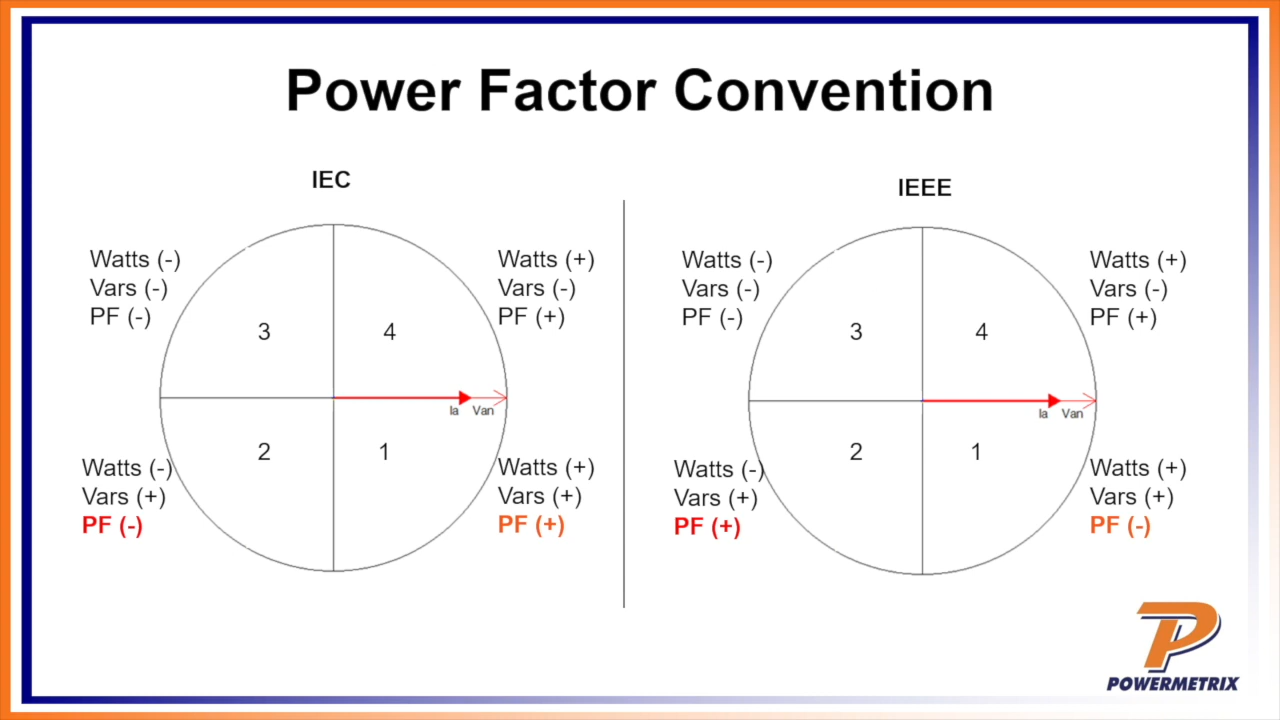 Power Factor Convention
IEC
Watts (-)
Vars (-)
PF (-)
Watts (+)
Vars (-)
PF (+)
3
4
Ia
Van
2
1
Watts (-)
Vars (+)
PF (-)
Watts (+)
Vars (+)
PF (+)
IEEE
Watts (-)
Vars (-)
PF (-)
Watts (+)
Vars (-)
PF (+)
3
4
Ia
Van
2
1
Watts (-)
Vars (+)
PF (+)
Watts (+)
Vars (+)
PF (-)
POWERMETRIX